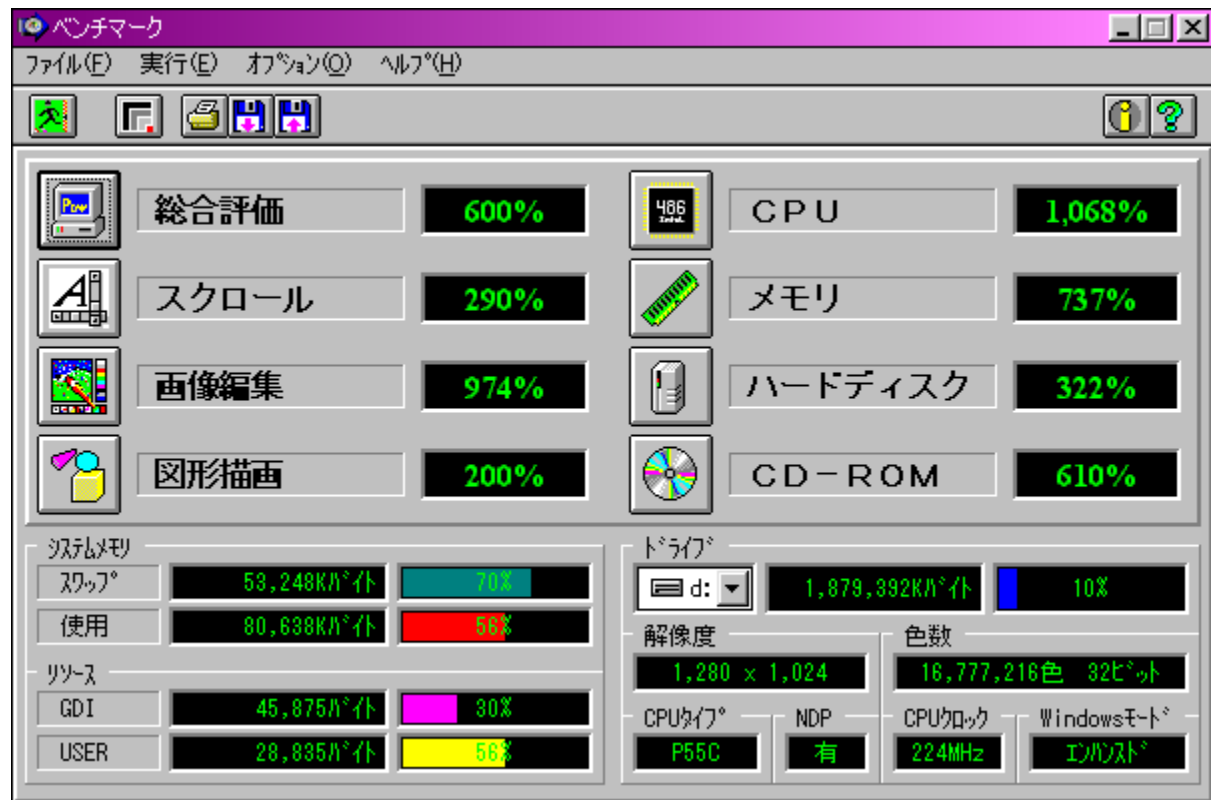 ベンチマーク
ﾌｧｲﾙ(F) 実行(E) ｵﾌﾟｼｮﾝ(O) ﾍﾙﾌﾟ(H)
Pow 総合評価 600%
486 Intel CPU 1,068%
スクロール 290%
メモリ 737%
画像編集 974%
ハードディスク 322%
図形描画 200%
CD－ROM 610%
ｼｽﾃﾑﾒﾓﾘ
ｽﾜｯﾌﾟ 53,248Kﾊﾞｲﾄ 70%
使用 80,638Kﾊﾞｲﾄ 56%
ﾘｿｰｽ
GDI 45,875ﾊﾞｲﾄ 30%
USER 28,835ﾊﾞｲﾄ 56%
ﾄﾞﾗｲﾌﾞ
d: 1,879,392Kﾊﾞｲﾄ 10%
解像度 色数
1,280 x 1,024 16,777,216色 32ﾋﾞｯﾄ
CPUﾀｲﾌﾟ NDP CPUｸﾛｯｸ Windowsﾓｰﾄﾞ
P55C 有 224MHz ｴﾝﾊﾝｽﾄﾞ